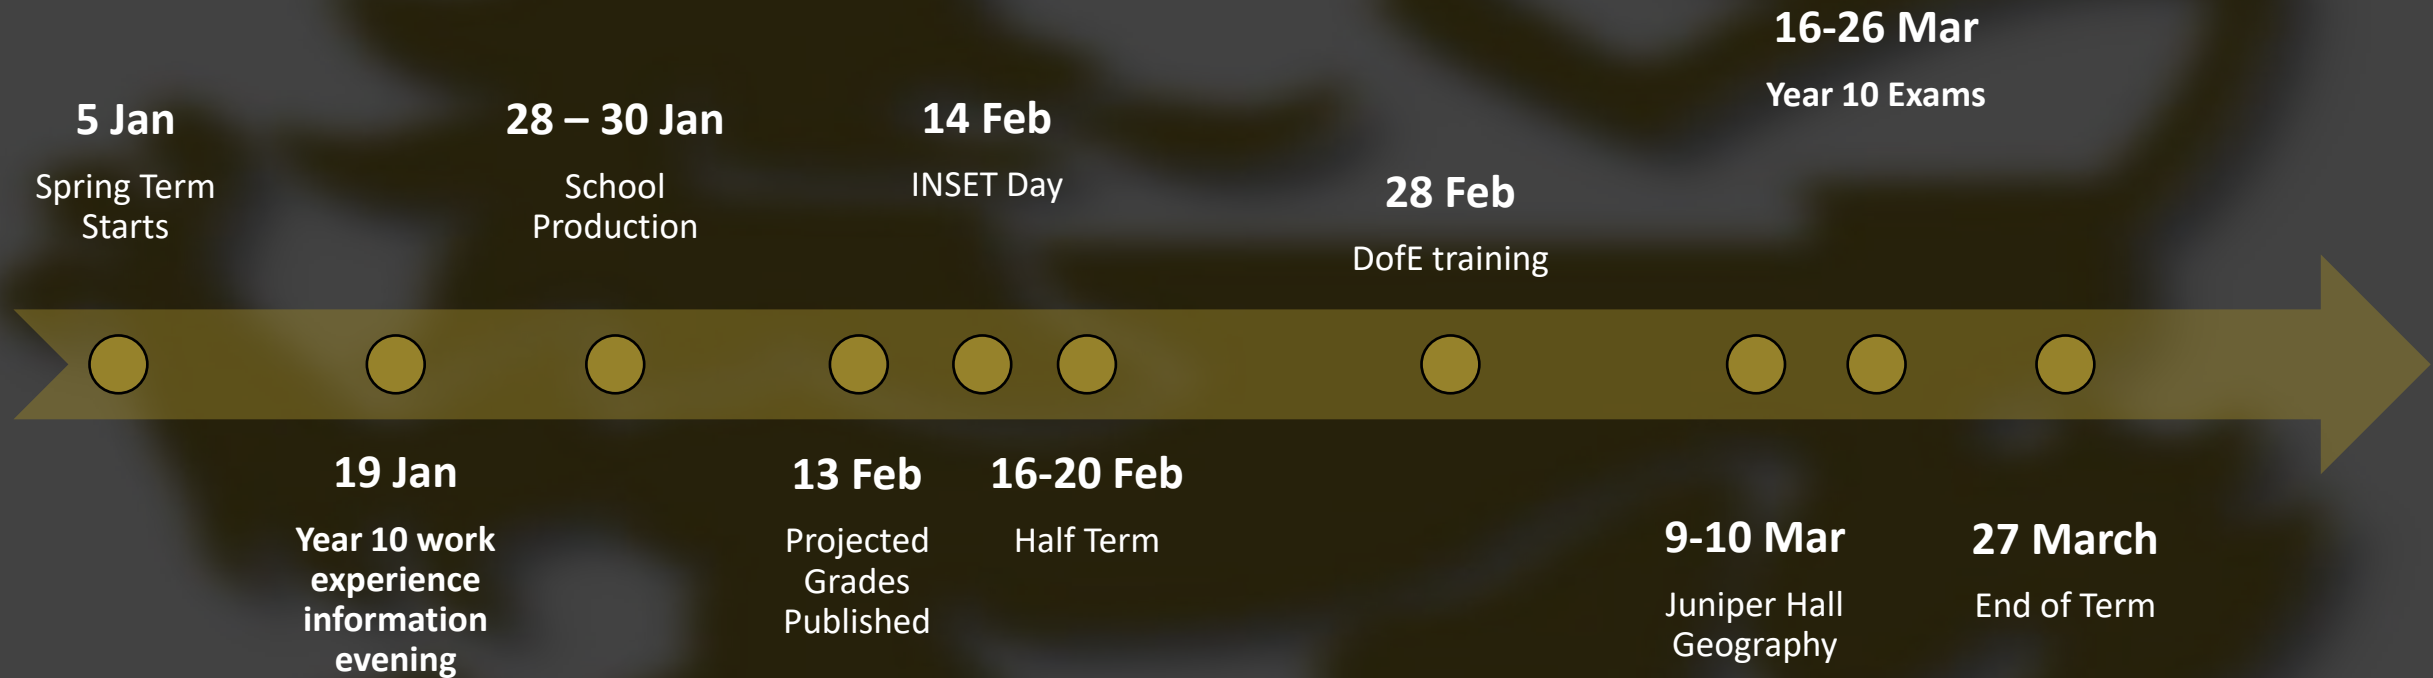 5 Jan
Spring Term
Starts
19 Jan
Year 10 work
experience
information
evening
28 – 30 Jan
School
Production
13 Feb
Projected
Grades
Published
14 Feb
INSET Day
16-20 Feb
Half Term
28 Feb
DofE training
9-10 Mar
Juniper Hall
Geography
16-26 Mar
Year 10 Exams
27 March
End of Term